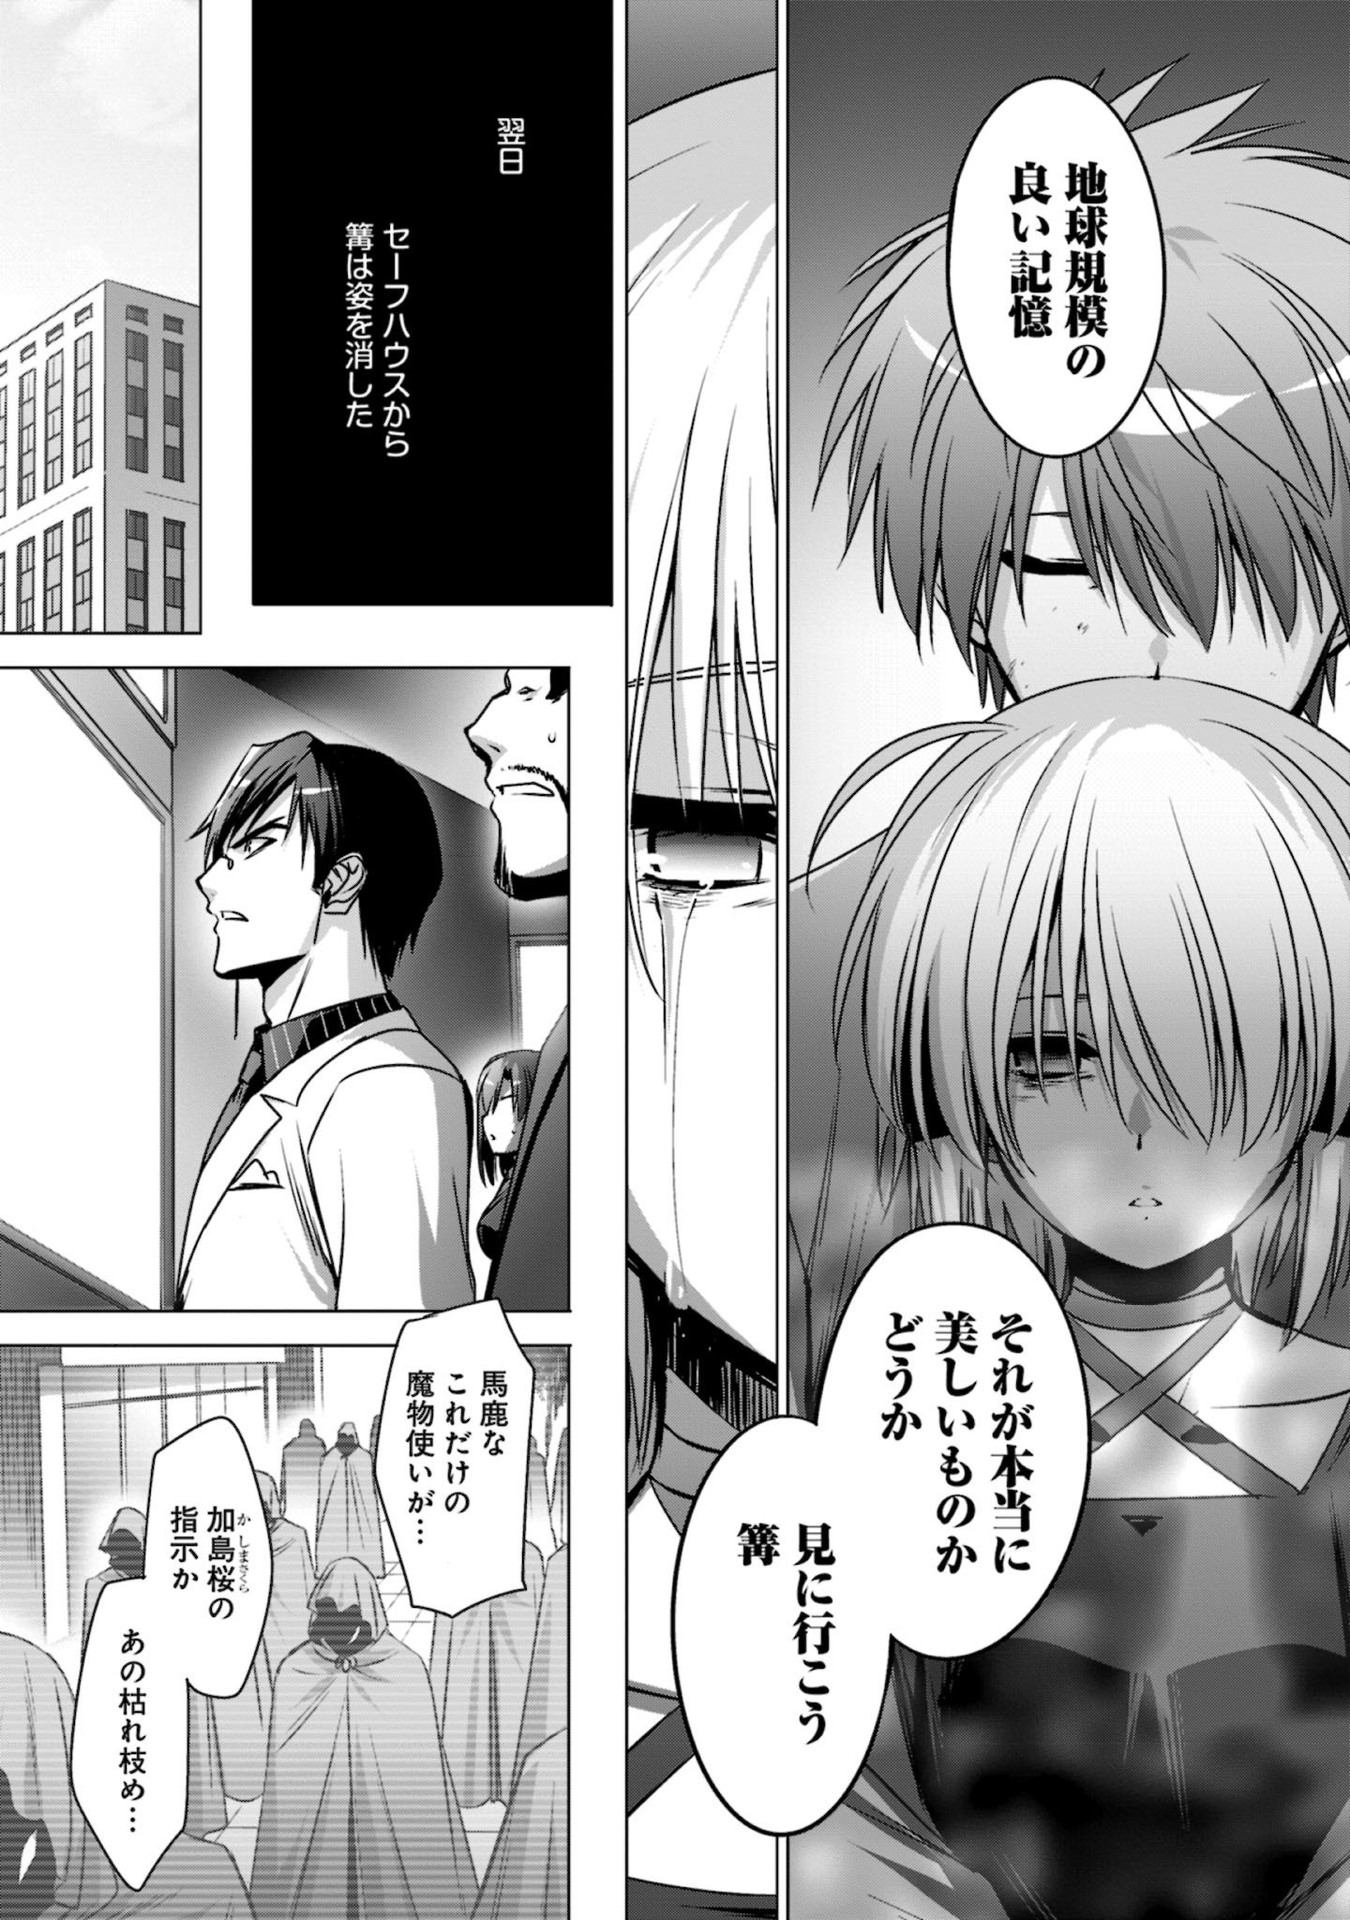 地球規模の
良い記憶
それが本当に
美しいものか
どうか
見に行こう
篝
翌日
セーフハウスから
篝は姿を消した
馬鹿な
これだけの
魔物使いが…
加島桜の
かしまさくら
指示か
あの枯れ枝め…